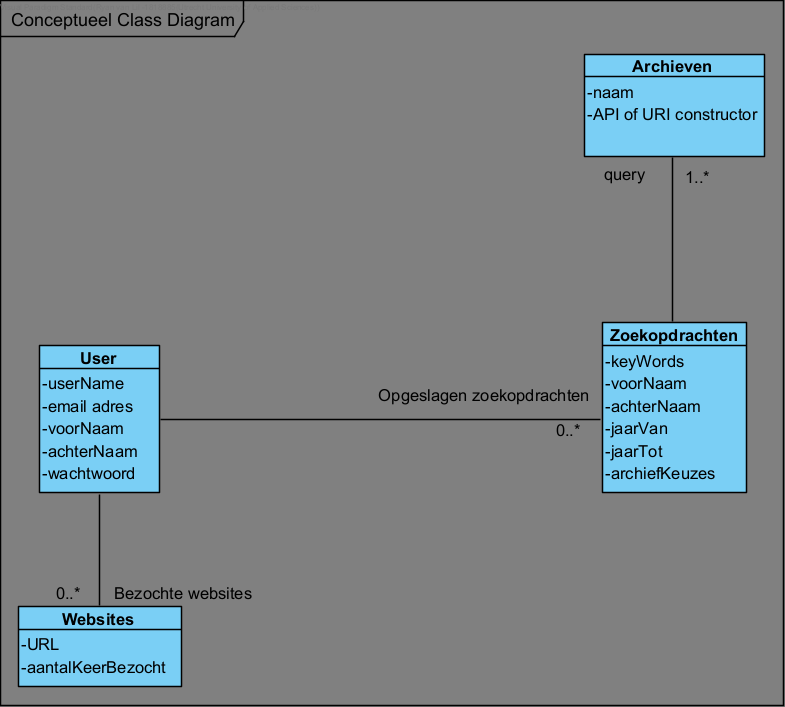 Conceptueel Class Diagram
Archieven
-naam
-API of URI constructor
query
1..*
Zoekopdrachten
-keyWords
-voorNaam
-achterNaam
-jaarVan
-jaarTot
-archiefKeuzes
User
-userName
-email adres
-voorNaam
-achterNaam
-wachtwoord
Opgeslagen zoekopdrachten
0..*
0..*
Bezochte websites
Websites
-URL
-aantalKeerBezocht